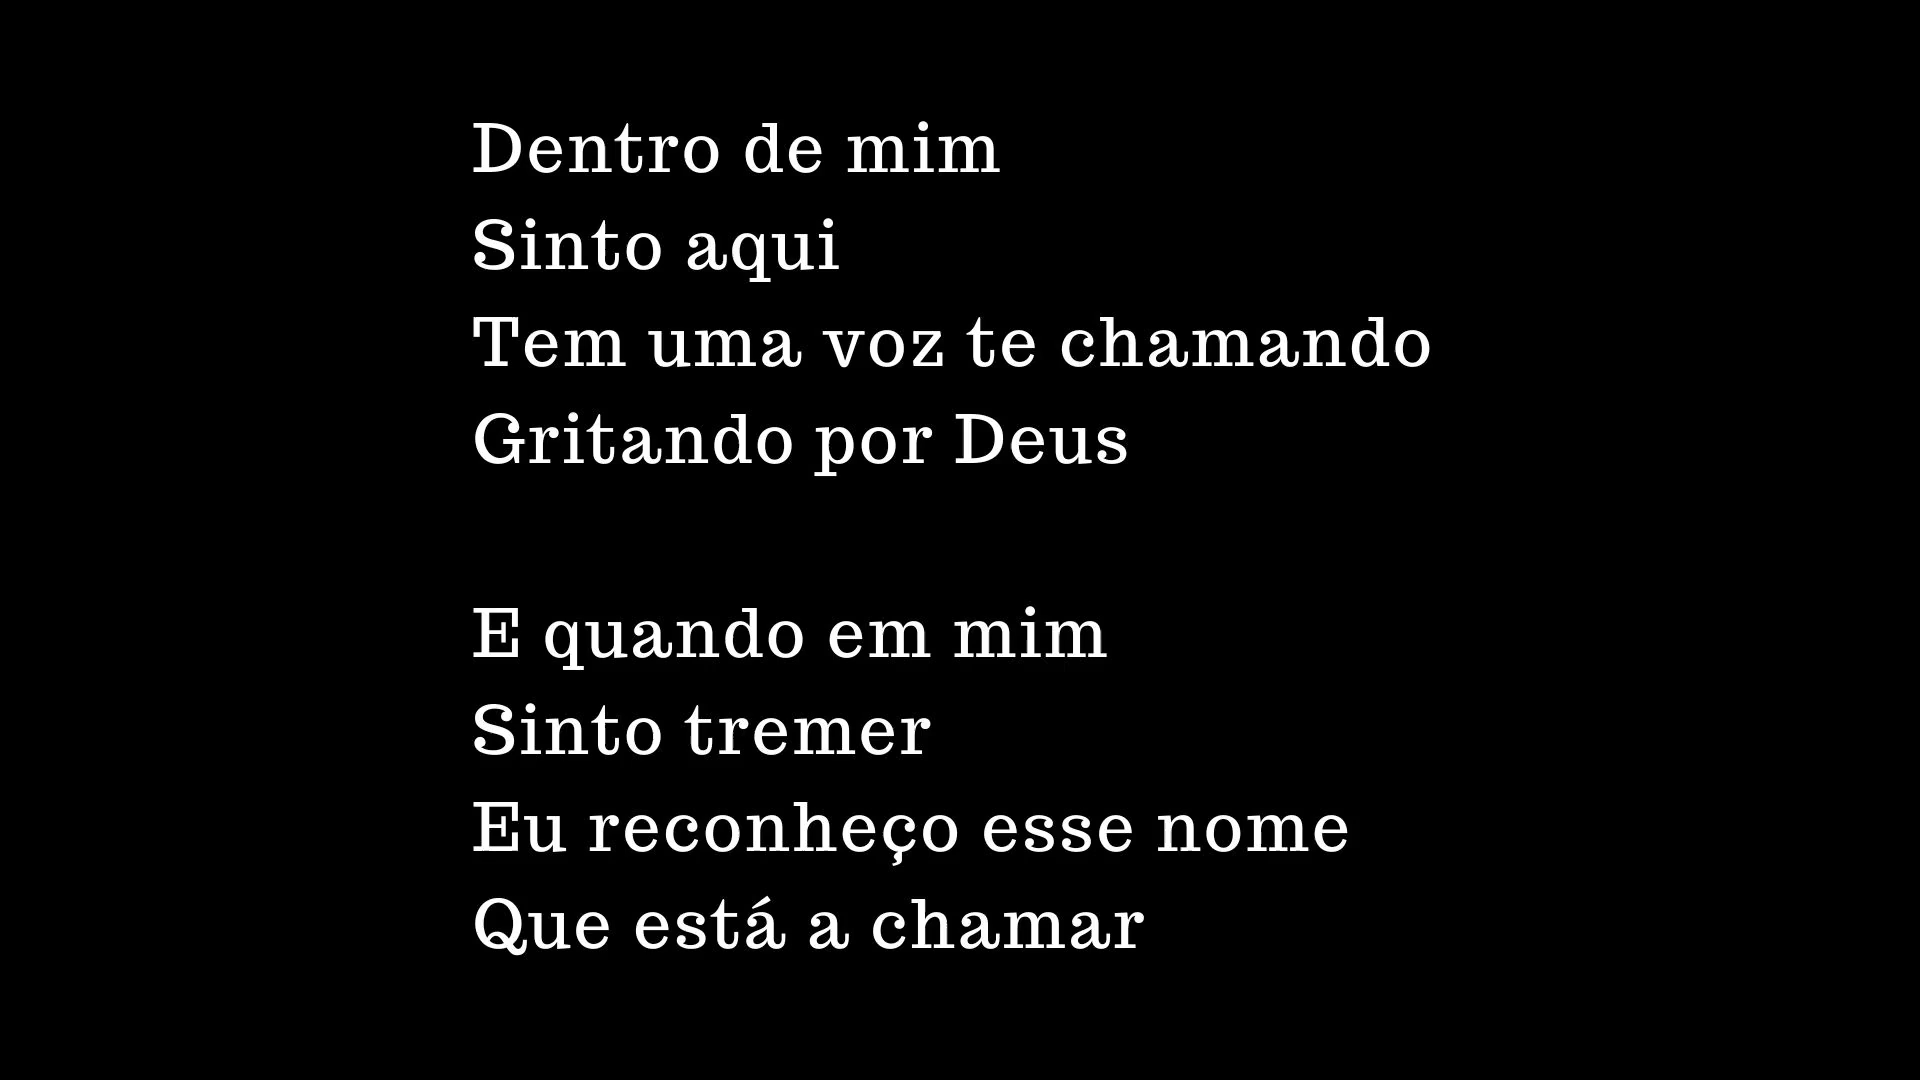 Dentro de mim
Sinto aqui
Tem uma voz te chamando
Gritando por Deus
E quando em mim
Sinto tremer
Eu reconheço esse nome
Que está a chamar